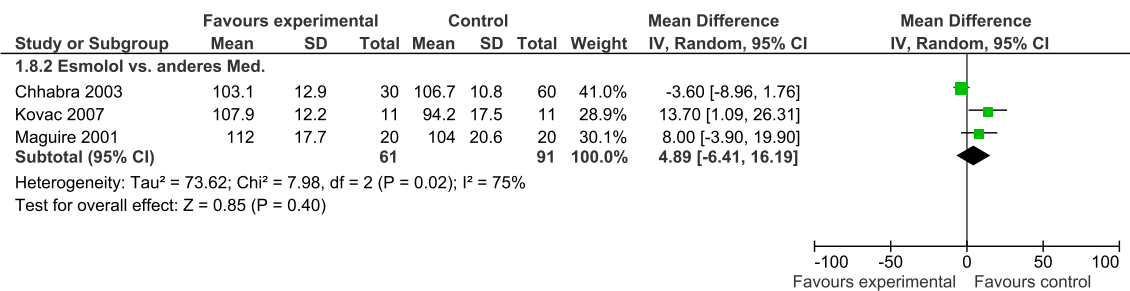 Favours experimental Control Mean Difference Mean Difference
Study or Subgroup Mean SD Total Mean SD Total Weight IV, Random, 95% CI IV, Random, 95% CI
1.8.2 Esmolol vs. anderes Med.
Chhabra 2003 103.1 12.9 30 106.7 10.8 60 41.0% -3.60 [-8.96, 1.76]
Kovac 2007 107.9 12.2 11 94.2 17.5 11 28.9% 13.70 [1.09, 26.31]
Maguire 2001 112 17.7 20 104 20.6 20 30.1% 8.00 [-3.90, 19.90]
Subtotal (95% CI) 61 91 100.0% 4.89 [-6.41, 16.19]
Heterogeneity: Tau² = 73.62; Chi² = 7.98, df = 2 (P = 0.02); I² = 75%
Test for overall effect: Z = 0.85 (P = 0.40)
-100 -50 0 50 100
Favours experimental Favours control